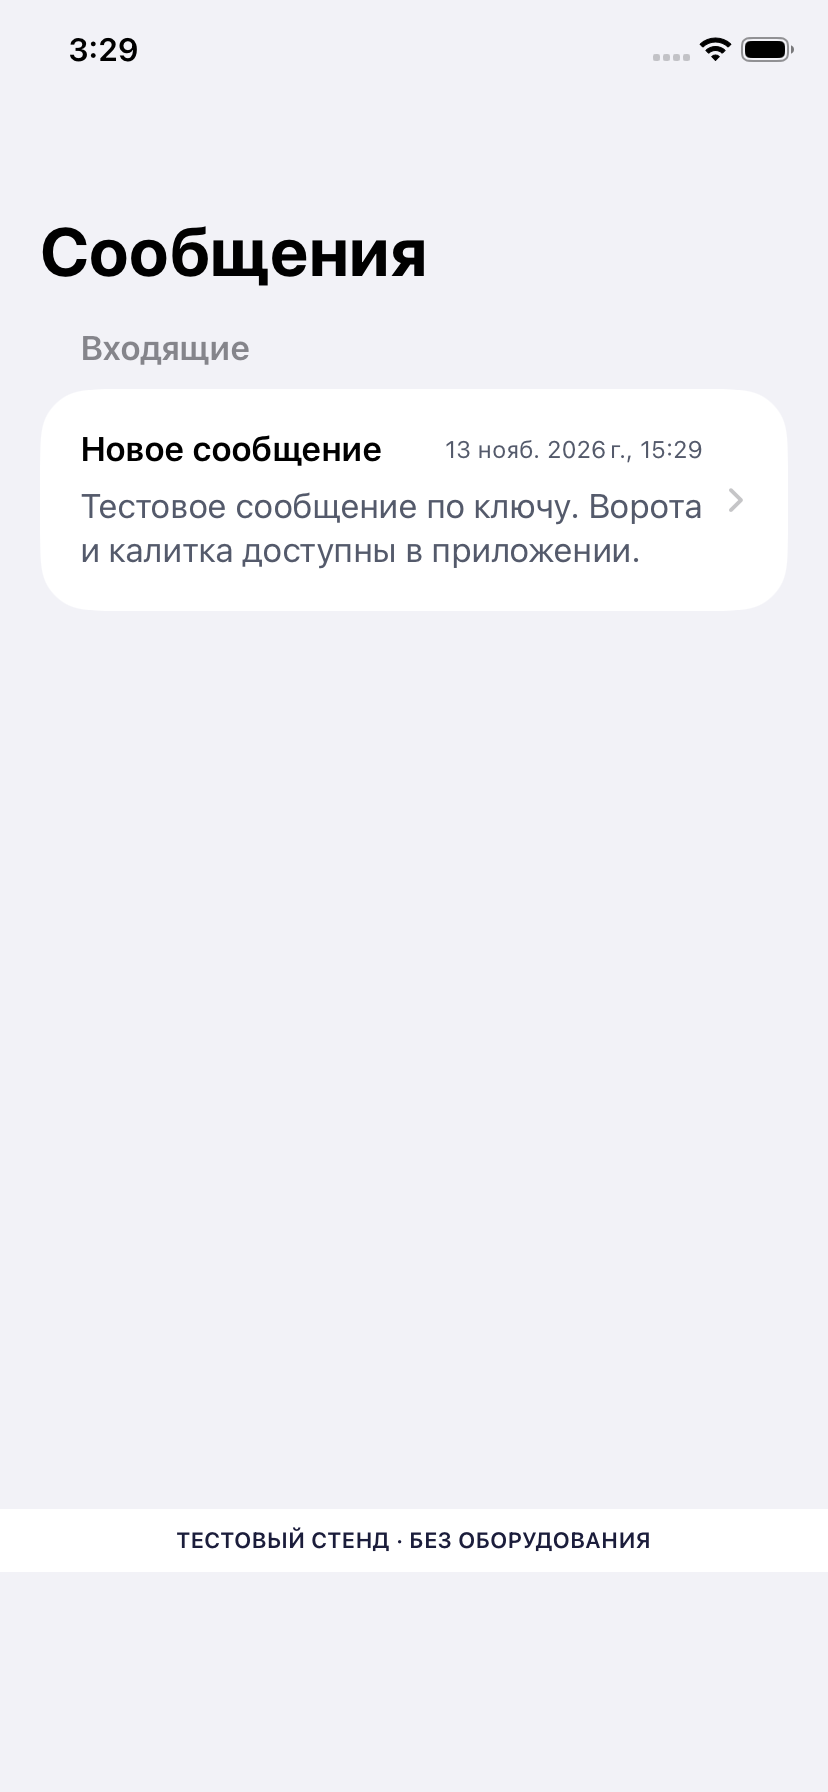 3:29
Сообщения
Входящие
Новое сообщение
13 нояб. 2026 г., 15:29
Тестовое сообщение по ключу. Ворота
и калитка доступны в приложении.
ТЕСТОВЫЙ СТЕНД · БЕЗ ОБОРУДОВАНИЯ